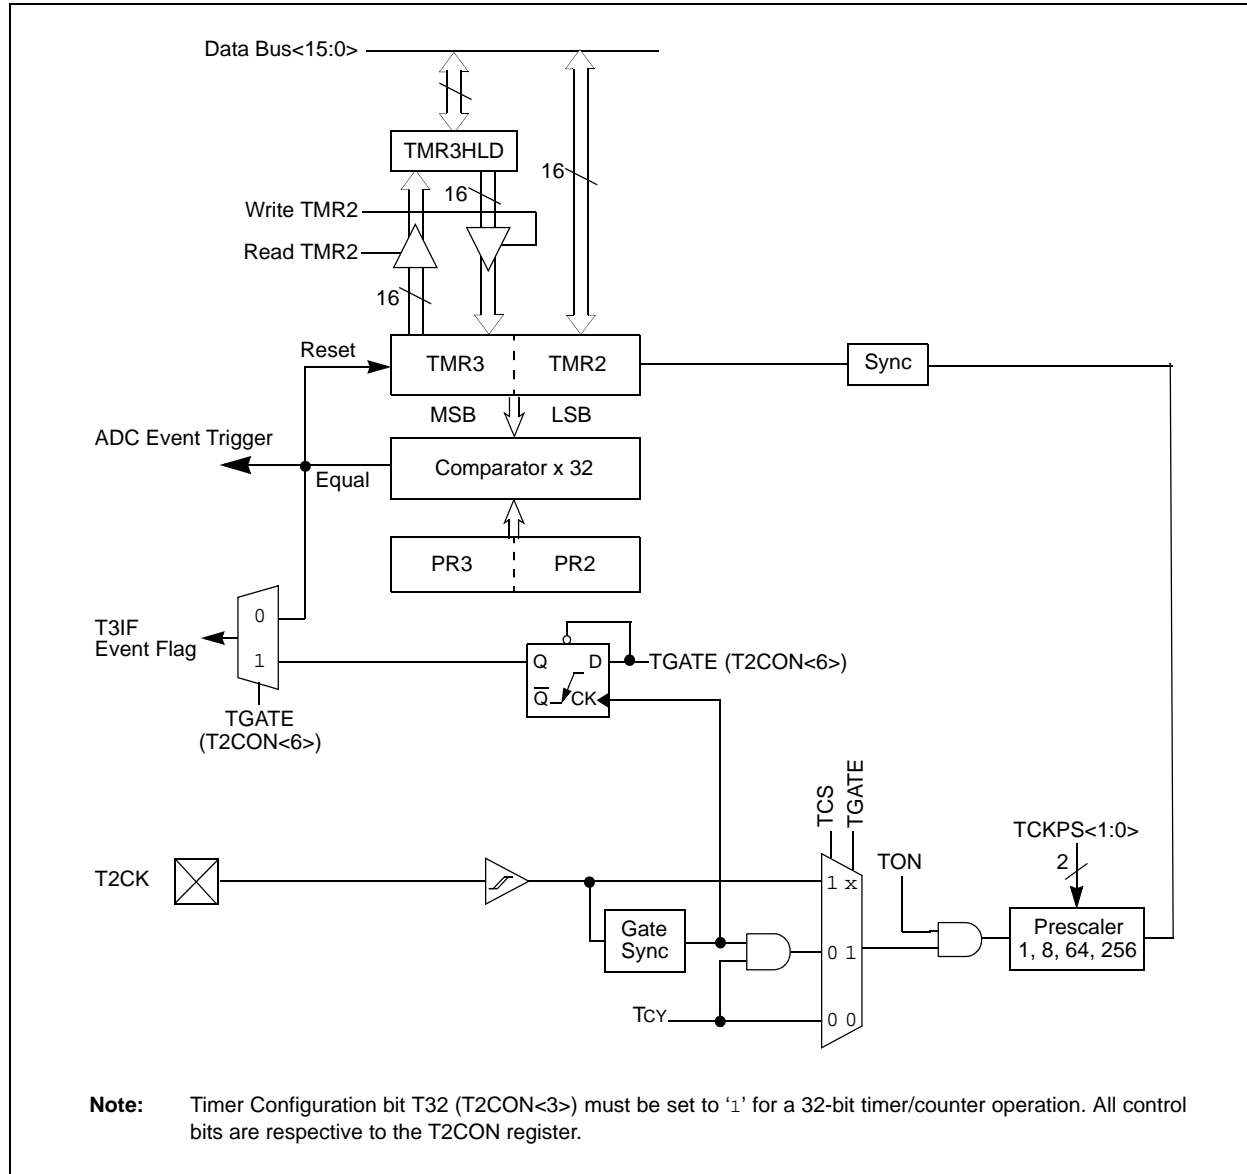 Data Bus<15:0>
TMR3HLD
16
16
Write TMR2
Read TMR2
16
Reset
TMR3
TMR2
Sync
MSB
LSB
ADC Event Trigger
Equal
Comparator x 32
PR3
PR2
0
T3IF
Event Flag
1
Q
D
TGATE (T2CON<6>)
Q
CK
TGATE
(T2CON<6>)
TCS
TGATE
TCKPS<1:0>
2
TON
T2CK
1 x
Gate
Sync
0 1
Prescaler
1, 8, 64, 256
TCY
0 0
Note: Timer Configuration bit T32 (T2CON<3>) must be set to ‘1’ for a 32-bit timer/counter operation. All control
bits are respective to the T2CON register.